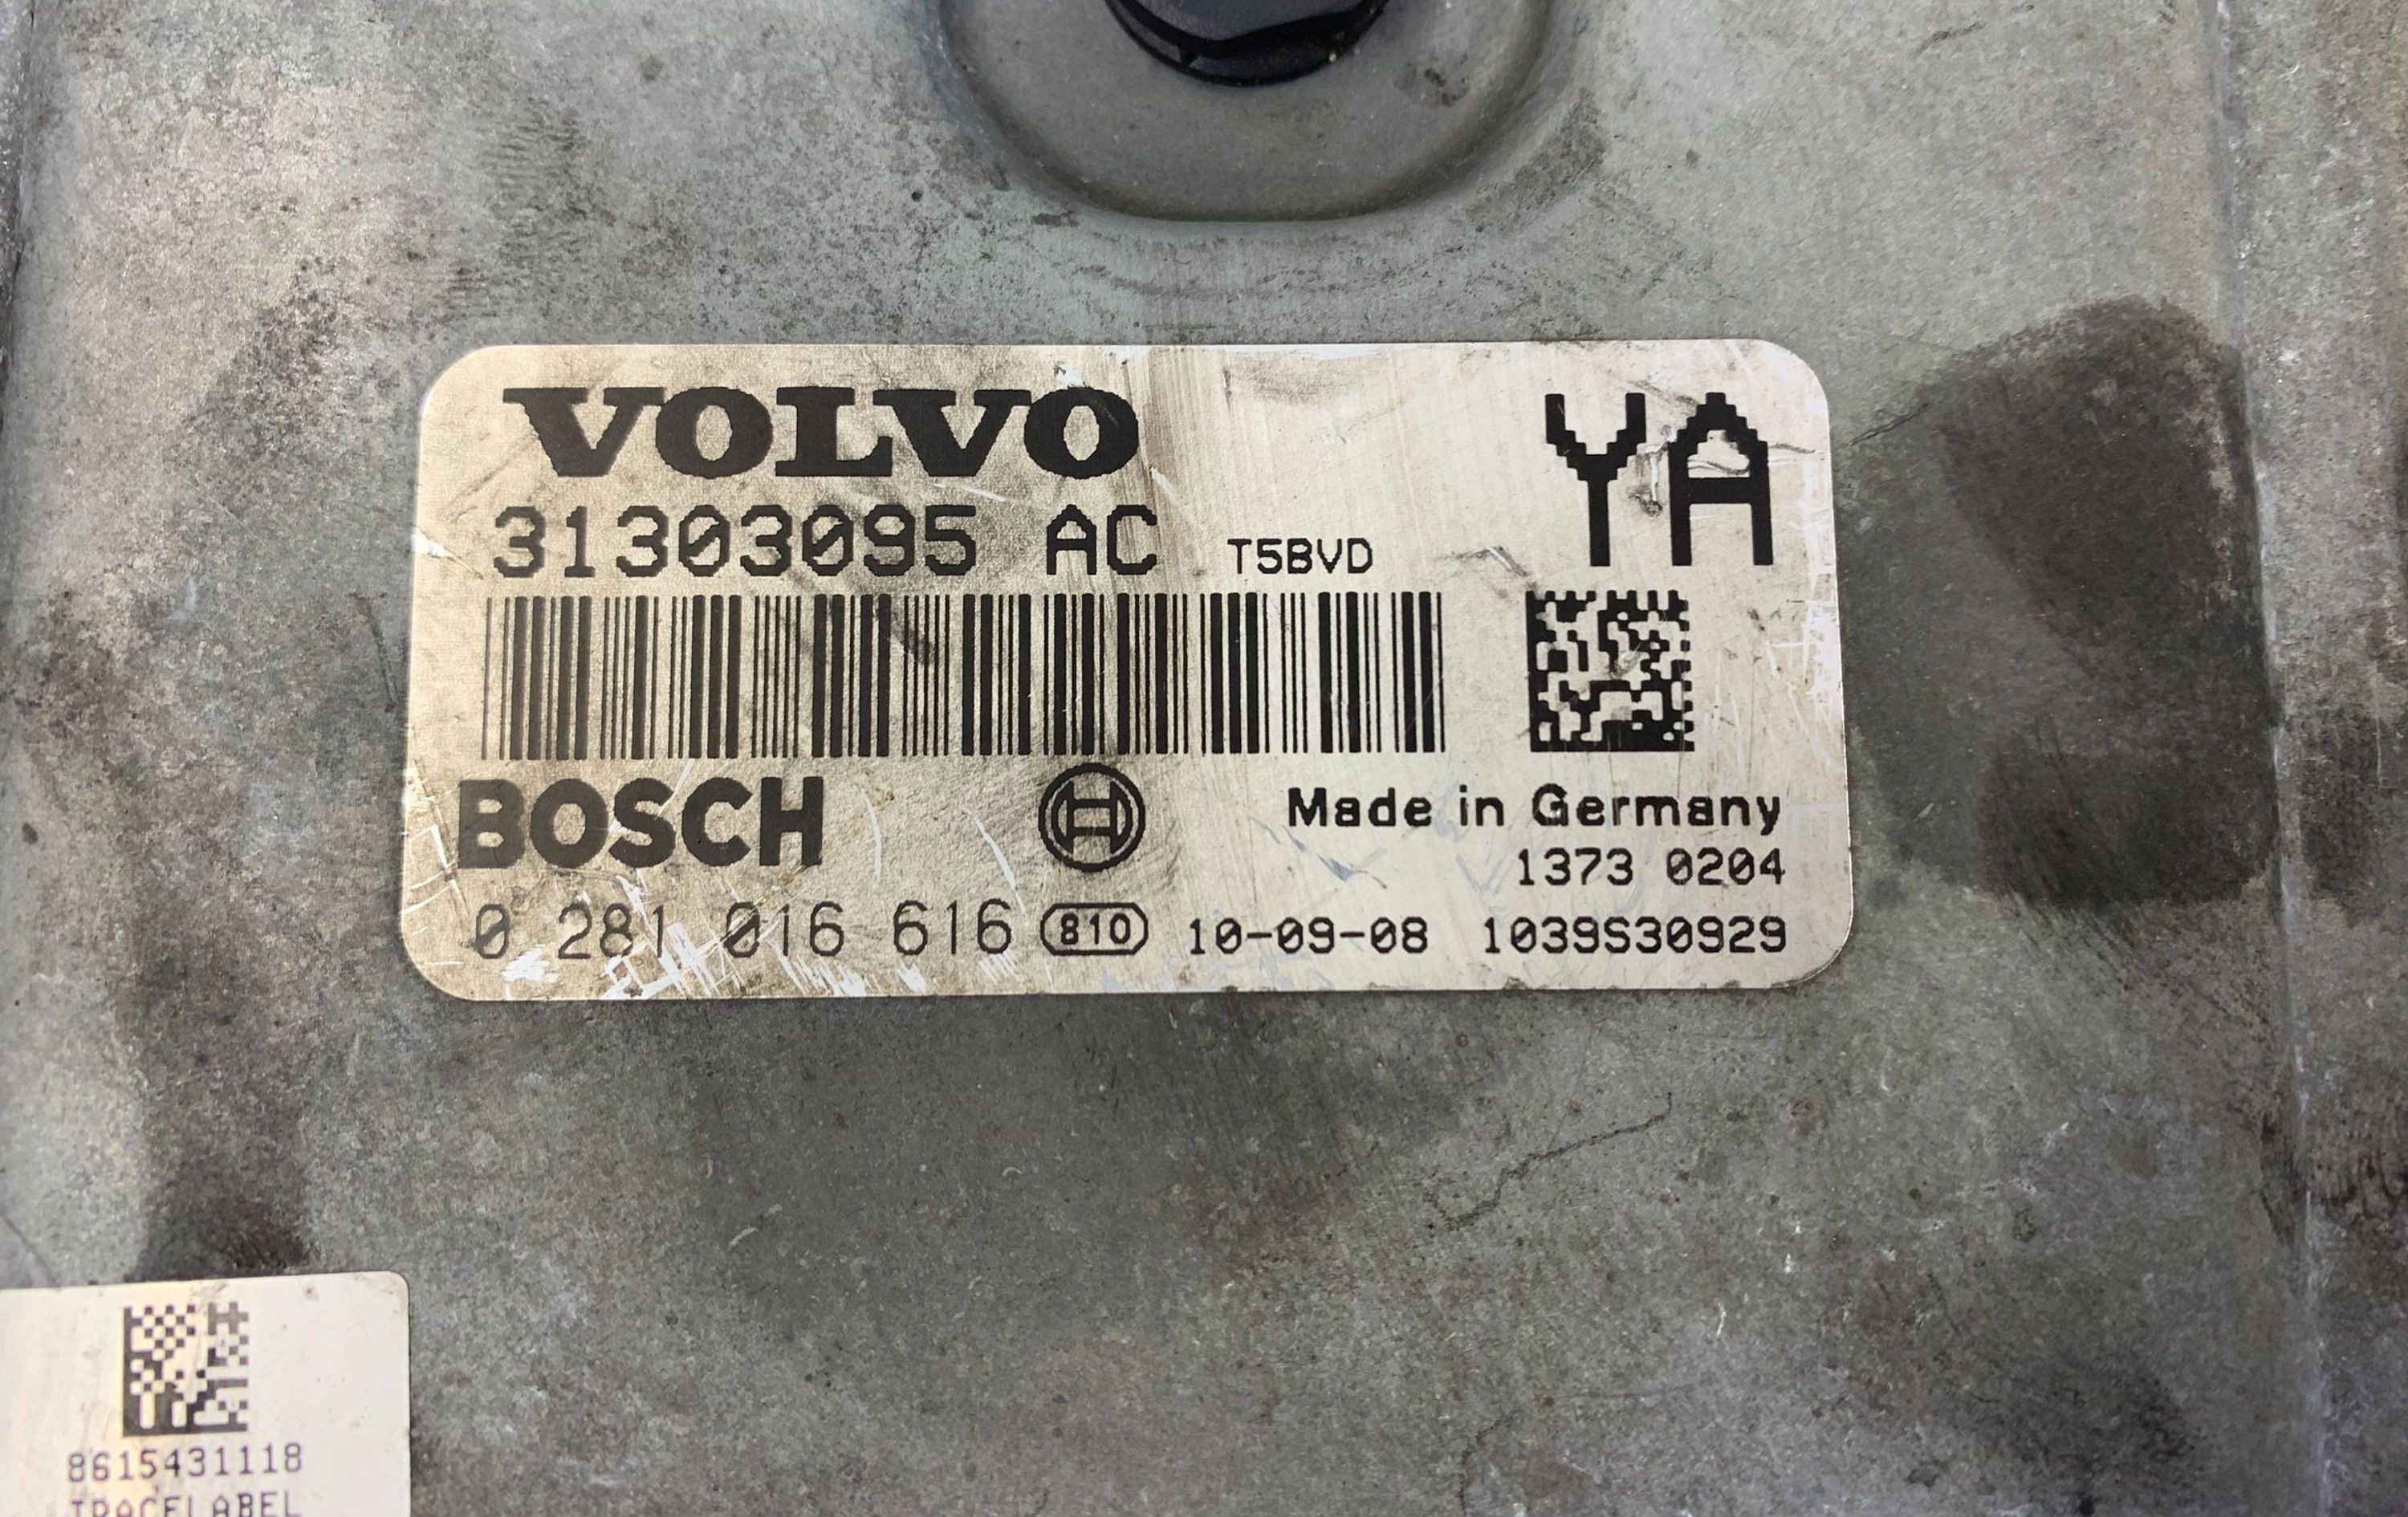 VOLVO
YA
31303095 AC T5BVD
BOSCH
Made in Germany
1373 0204
0 281 016 616 810 10-09-08 1039S30929
8615431118
TRACELABEL